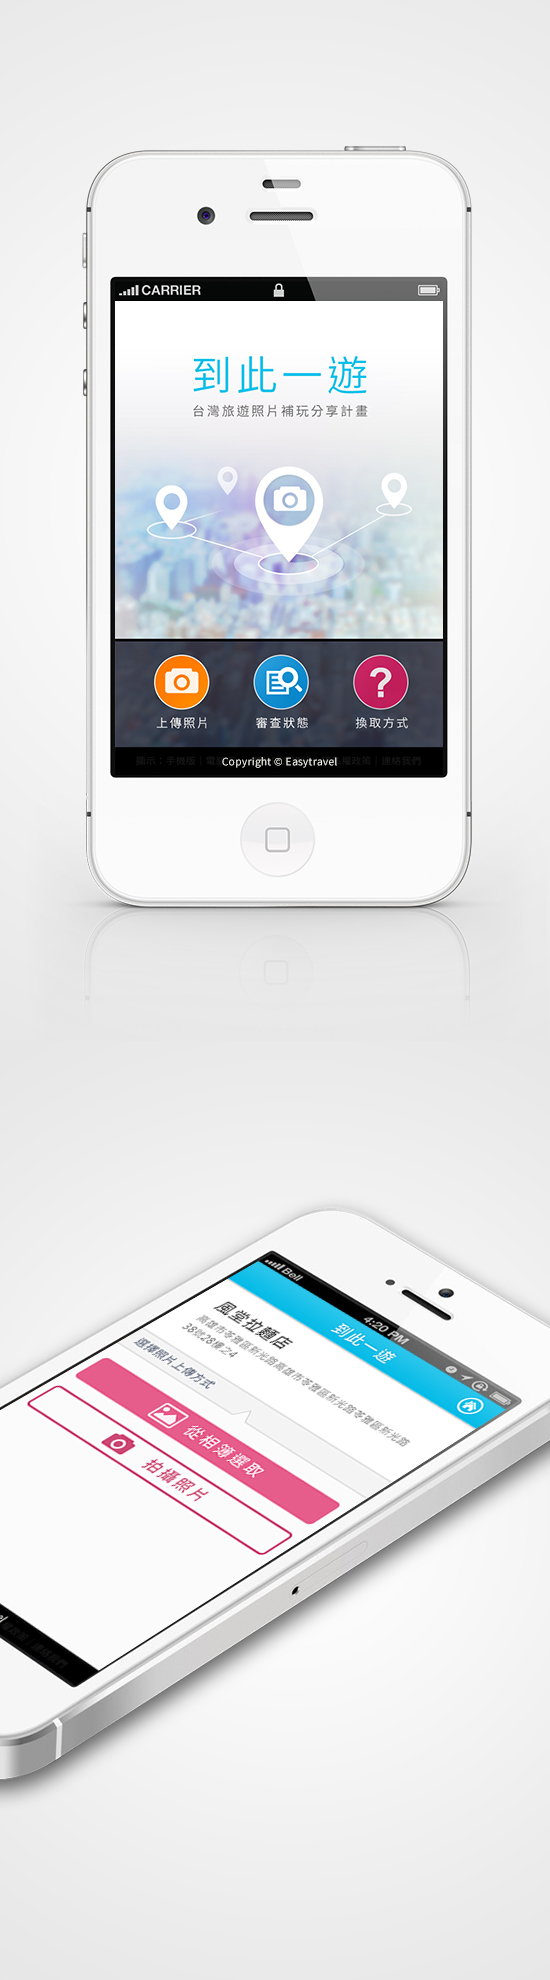 CARRIER
到此一遊
台灣旅遊照片補玩分享計畫
上傳照片 審查狀態 換取方式
Copyright © Easytravel
Bell 4:20 PM
到此一遊
風堂拉麵店
高雄市苓雅區新光路高雄市苓雅區新光路苓雅區新光路
38號28樓之4
選擇照片上傳方式
從相簿選取
拍攝照片